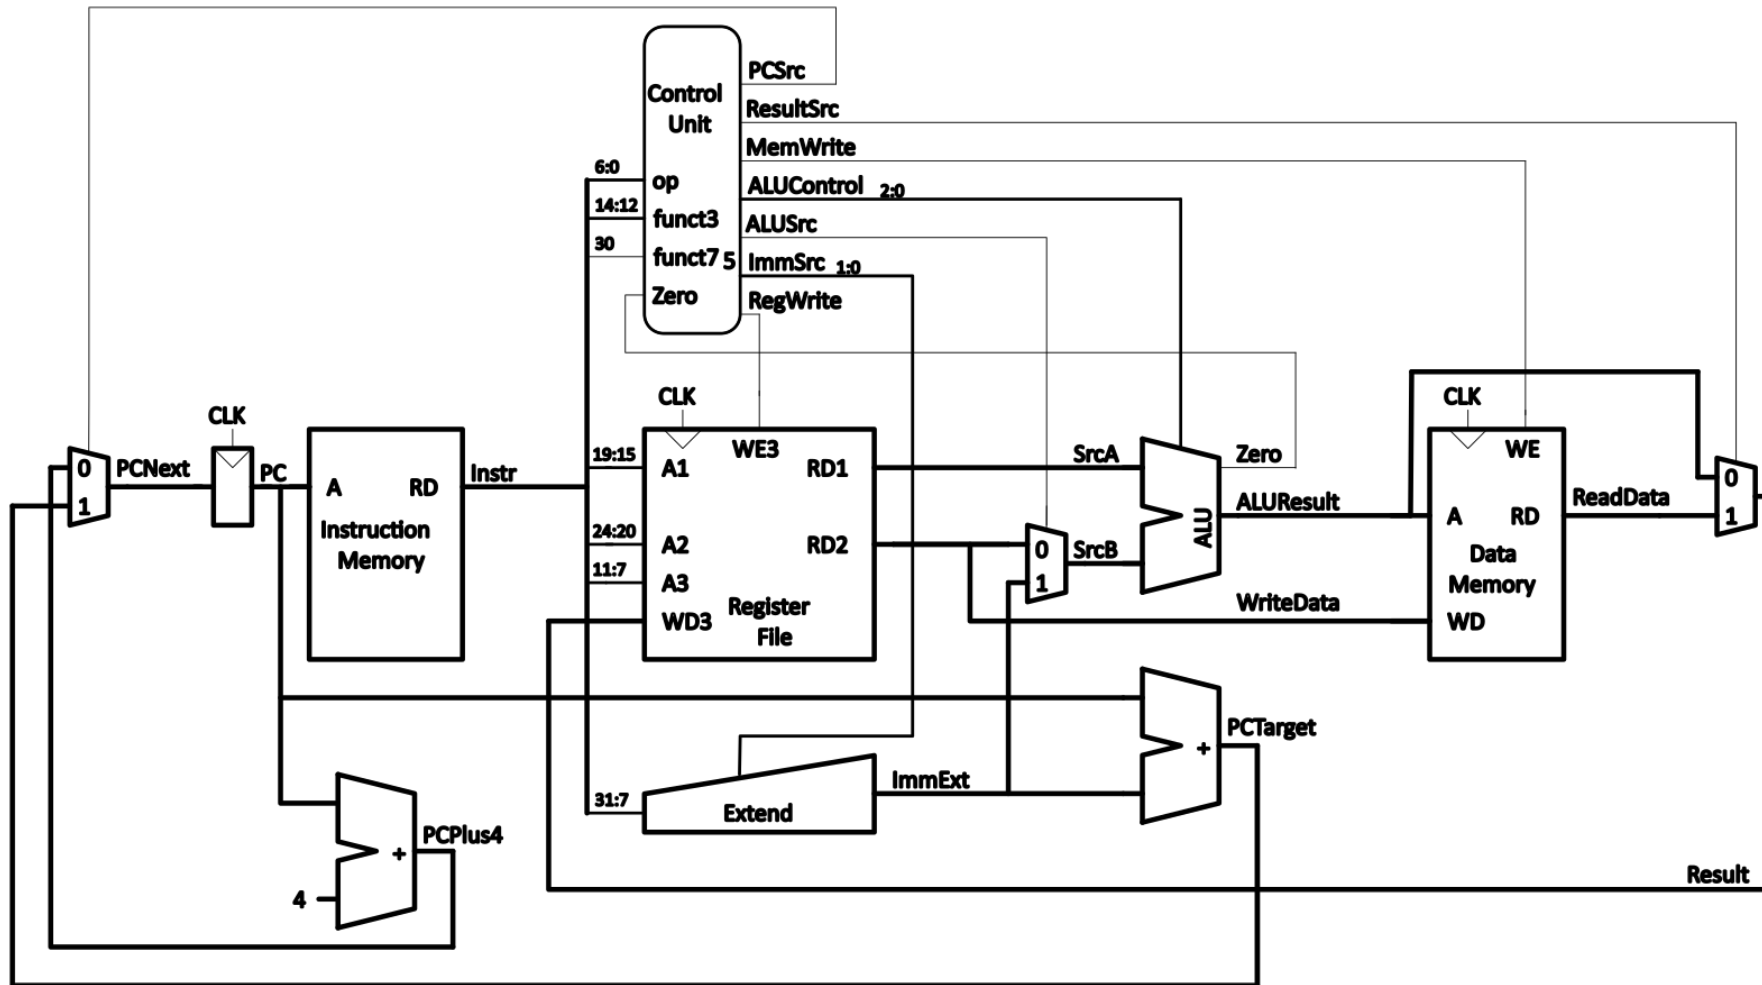 PCSrc
Control
Unit
ResultSrc
MemWrite
6:0
op
ALUControl 2:0
14:12
funct3
ALUSrc
30
funct7 5
ImmSrc 1:0
Zero
RegWrite
CLK
CLK
CLK
0
1
PCNext
PC
A
RD
Instruction
Memory
Instr
19:15
A1
WE3
RD1
SrcA
Zero
WE
24:20
A2
RD2
0
1
SrcB
ALU
ALUResult
A
RD
ReadData
0
1
11:7
A3
Data
Memory
WD3
Register
File
WriteData
WD
PCTarget
+
ImmExt
31:7
Extend
PCPlus4
+
4
Result